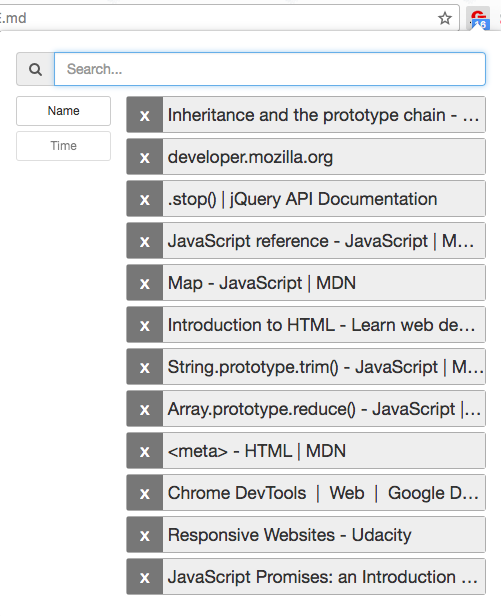 E.md
16
Search...
Name
Time
x Inheritance and the prototype chain - ...
x developer.mozilla.org
x .stop() | jQuery API Documentation
x JavaScript reference - JavaScript | M...
x Map - JavaScript | MDN
x Introduction to HTML - Learn web de...
x String.prototype.trim() - JavaScript | M...
x Array.prototype.reduce() - JavaScript |...
x <meta> - HTML | MDN
x Chrome DevTools | Web | Google D...
x Responsive Websites - Udacity
x JavaScript Promises: an Introduction ...